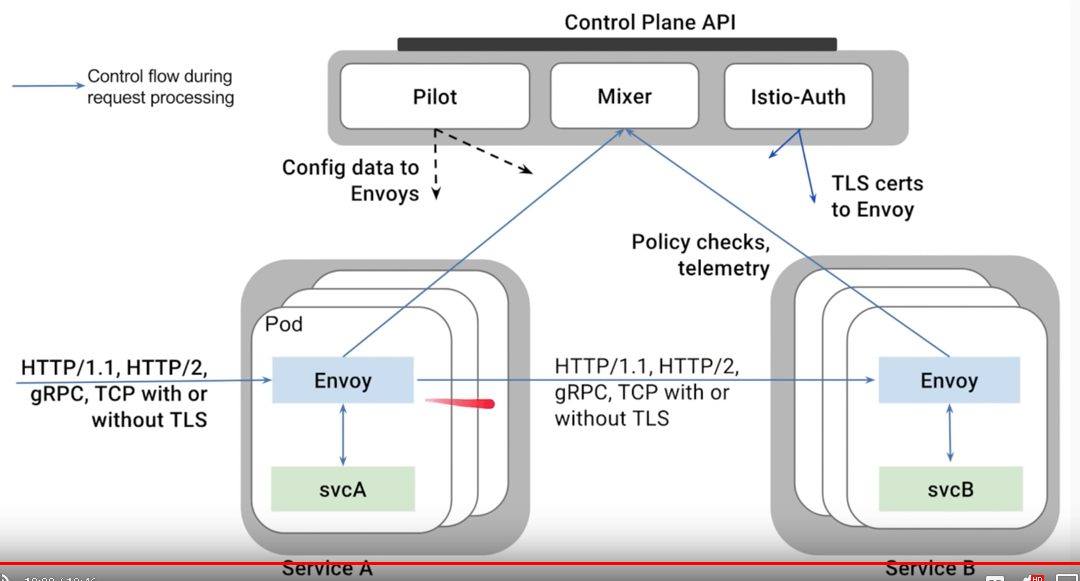 Control Plane API
Control flow during
request processing
Pilot
Mixer
Istio-Auth
Config data to
Envoys
TLS certs
to Envoy
Policy checks,
telemetry
Pod
HTTP/1.1, HTTP/2,
gRPC, TCP with or
without TLS
Envoy
HTTP/1.1, HTTP/2,
gRPC, TCP with or
without TLS
Envoy
svcA
svcB
Service A
Service B
HD